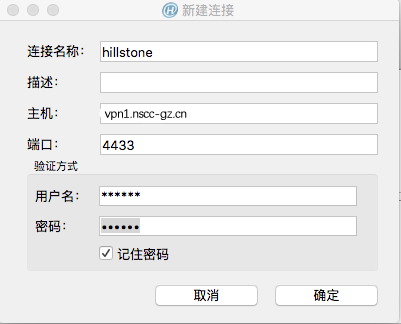 新建连接
连接名称： hillstone
描述：
主机： vpn1.nscc-gz.cn
端口： 4433
验证方式
用户名： ******
密码： ••••••
记住密码
取消 确定